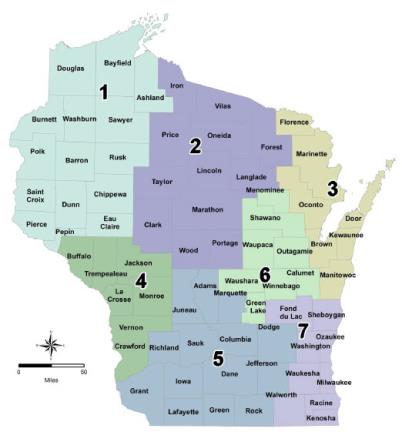 Bayfield
Douglas
Iron
1
Ashland
Vilas
Burnett Washburn Sawyer
Florence
Price Oneida
2
Forest
Polk
Marinette
Barron Rusk
Lincoln
Taylor
Langlade
Menominee
3
Saint
Croix
Chippewa
Dunn
Marathon
Oconto
Shawano
Door
Pierce
Eau
Claire
Clark
Kewaunee
Pepin
Wood
Portage Waupaca
Outagamie
Brown
Buffalo
Jackson
Trempealeau
4
6
Calumet
Manitowoc
Adams
Waushara
Winnebago
Marquette
La
Crosse
Monroe
Juneau
Green
Lake
Fond
du Lac
Sheboygan
Vernon
Dodge
7
Crawford
Richland
Sauk
Columbia
Ozaukee
Washington
5
Jefferson
Iowa
Dane
Waukesha
Milwaukee
Grant
Walworth
Racine
Lafayette
Green
Rock
Kenosha
0 50
Miles